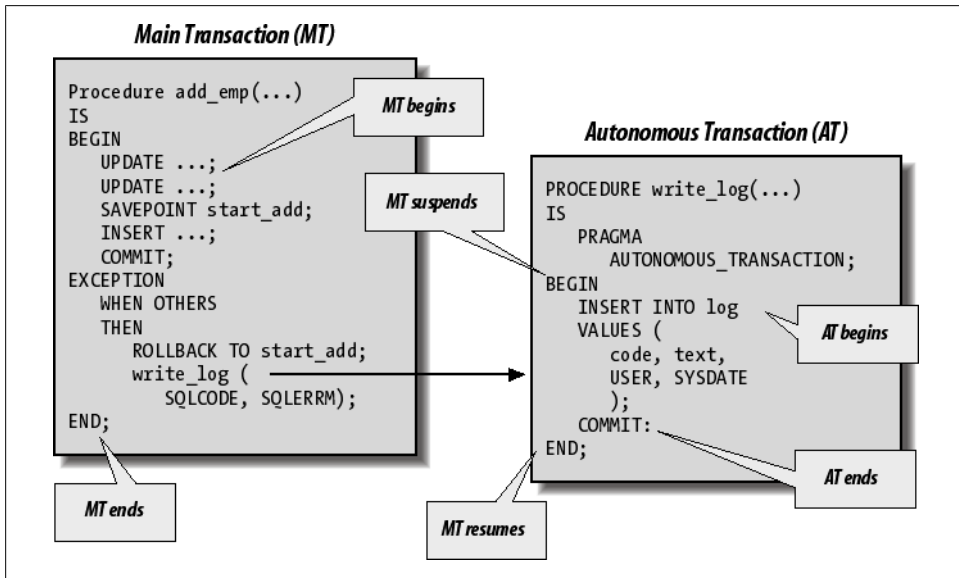 Main Transaction (MT)
Procedure add_emp(...)
IS
BEGIN
UPDATE ...;
UPDATE ...;
SAVEPOINT start_add;
INSERT ...;
COMMIT;
EXCEPTION
WHEN OTHERS
THEN
ROLLBACK TO start_add;
write_log (
SQLCODE, SQLERRM);
END;
MT begins
MT ends
Autonomous Transaction (AT)
MT suspends
PROCEDURE write_log(...)
IS
PRAGMA
AUTONOMOUS_TRANSACTION;
BEGIN
INSERT INTO log
VALUES (
code, text,
USER, SYSDATE
);
COMMIT:
END;
AT begins
AT ends
MT resumes